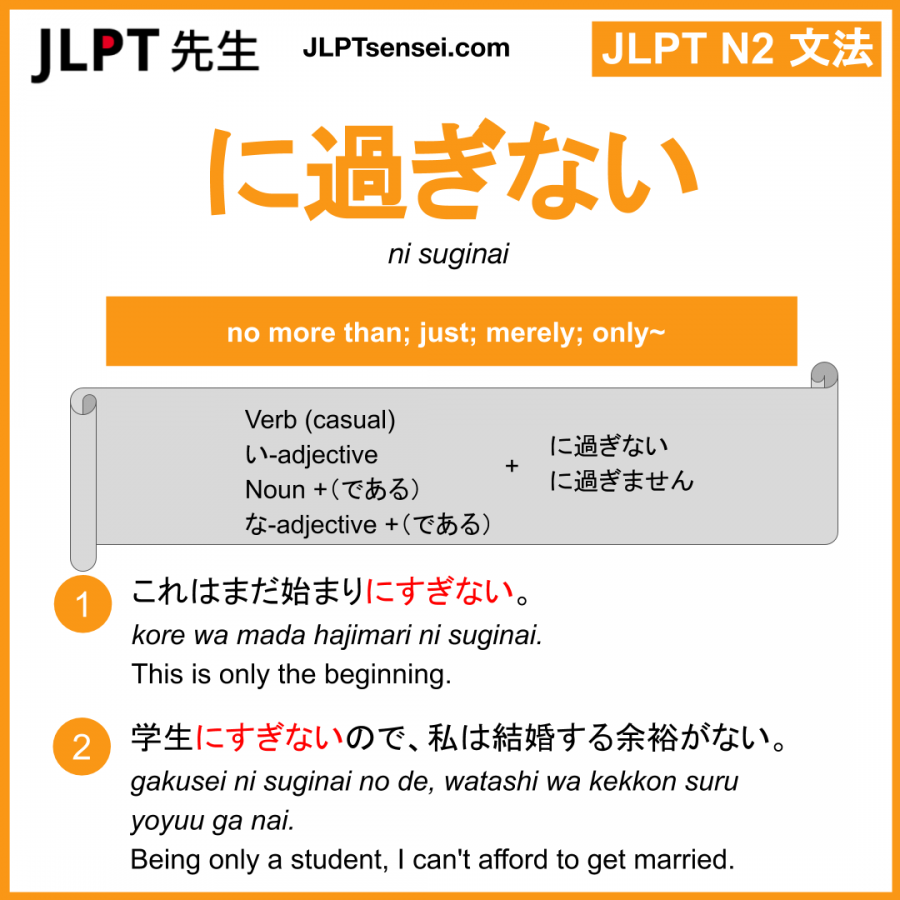 JLPT 先生
JLPTsensei.com
JLPT N2 文法
に過ぎない
ni suginai
no more than; just; merely; only~
Verb (casual)
い-adjective
Noun +（である）
な-adjective +（である）
+
に過ぎない
に過ぎません
1
これはまだ始まりにすぎない。
kore wa mada hajimari ni suginai.
This is only the beginning.
2
学生にすぎないので、私は結婚する余裕がない。
gakusei ni suginai no de, watashi wa kekkon suru
yoyuu ga nai.
Being only a student, I can't afford to get married.